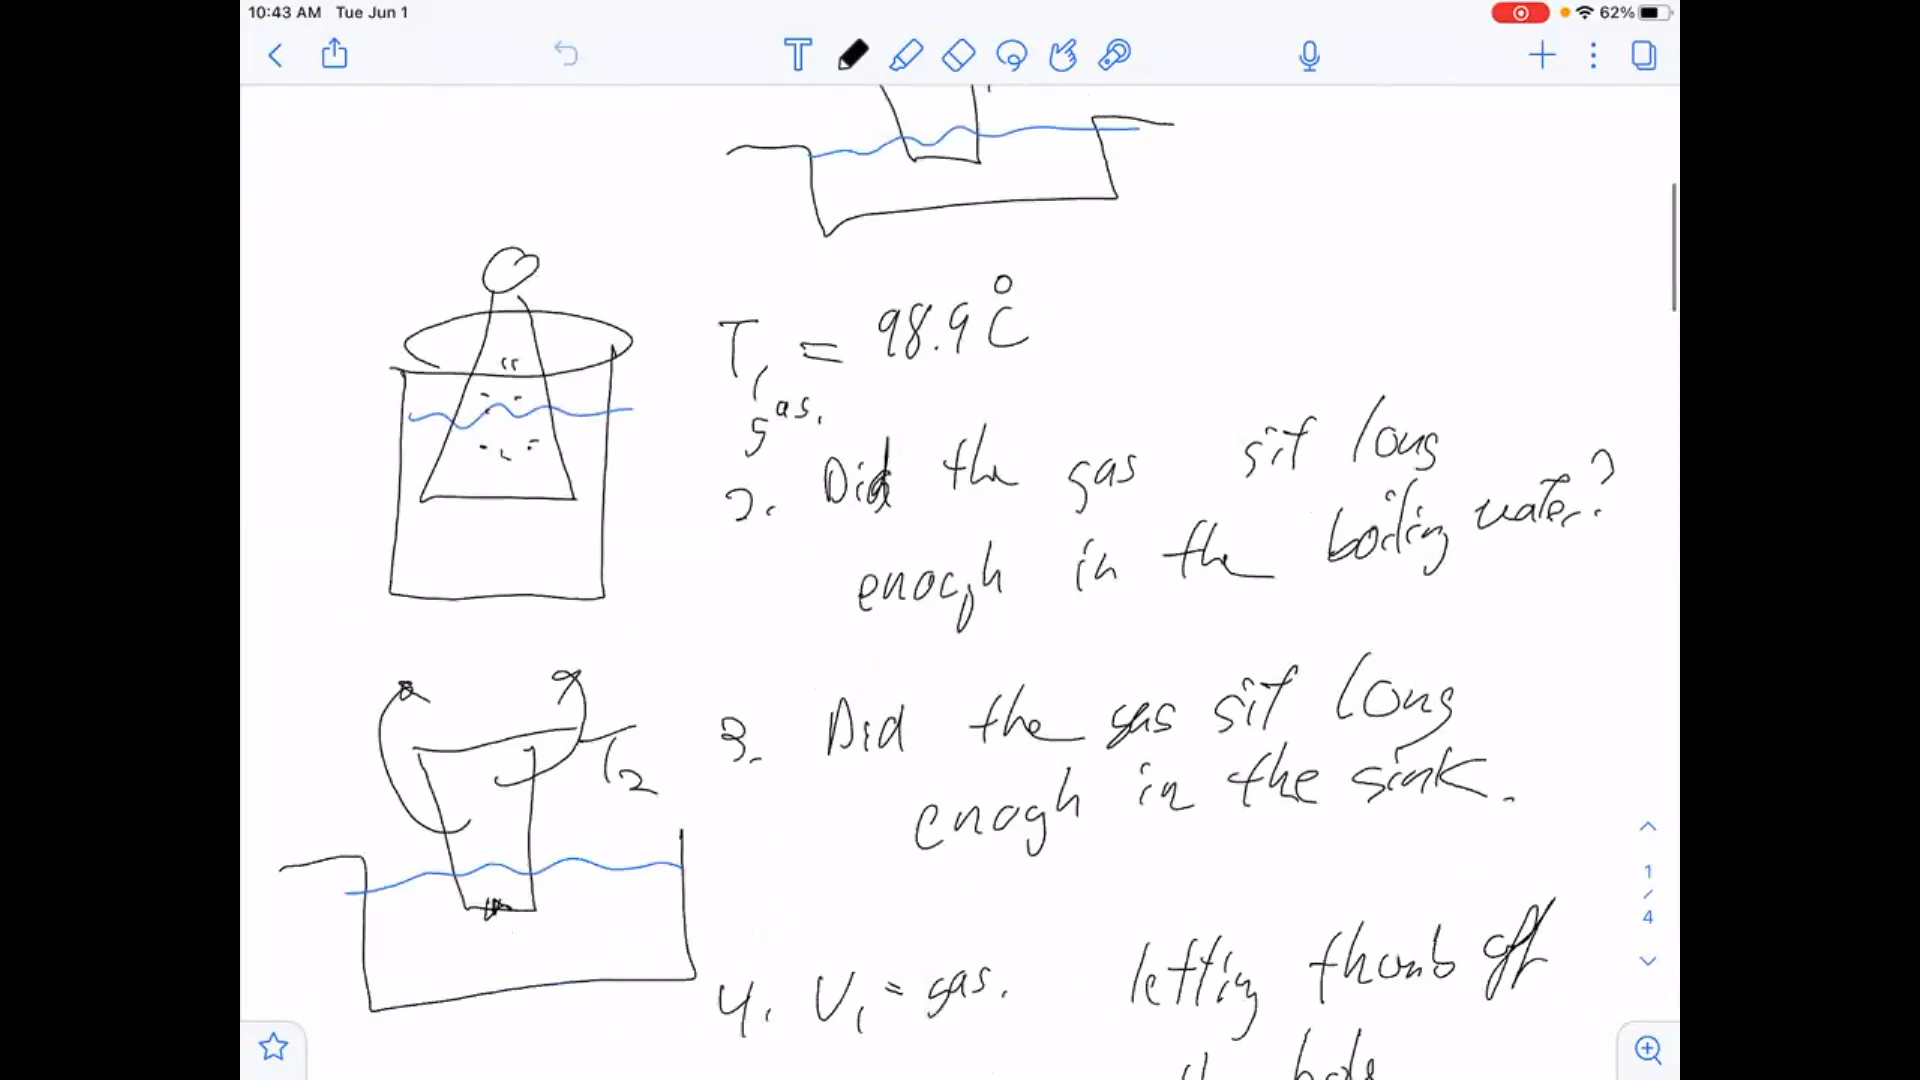 10:43 AM Tue Jun 1
62%
T
T₁ = 98.9°C
gas.
2. Did the gas sit long
enough in the boiling water?
T₂
3. Did the gas sit long
enogh in the sink.
1
/
4
4. V₁ = gas. letting thumb off
hole